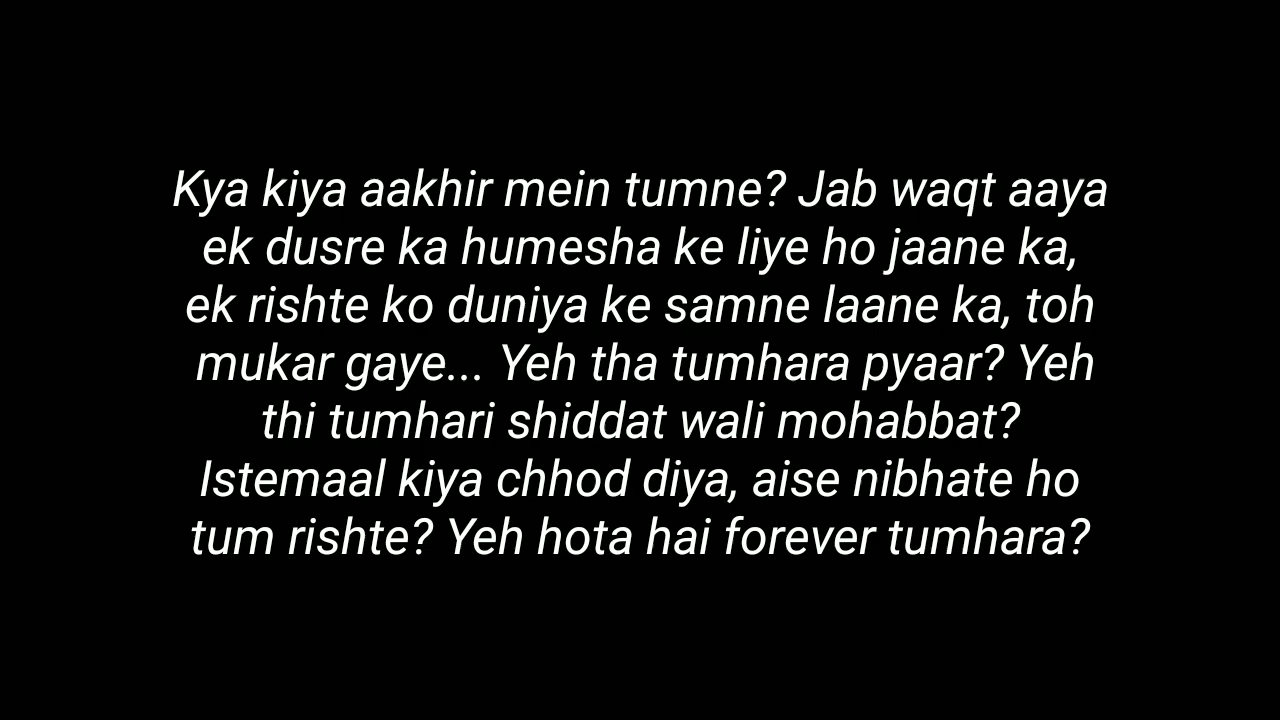 Kya kiya aakhir mein tumne? Jab waqt aaya
ek dusre ka humesha ke liye ho jaane ka,
ek rishte ko duniya ke samne laane ka, toh
mukar gaye... Yeh tha tumhara pyaar? Yeh
thi tumhari shiddat wali mohabbat?
Istemaal kiya chhod diya, aise nibhate ho
tum rishte? Yeh hota hai forever tumhara?